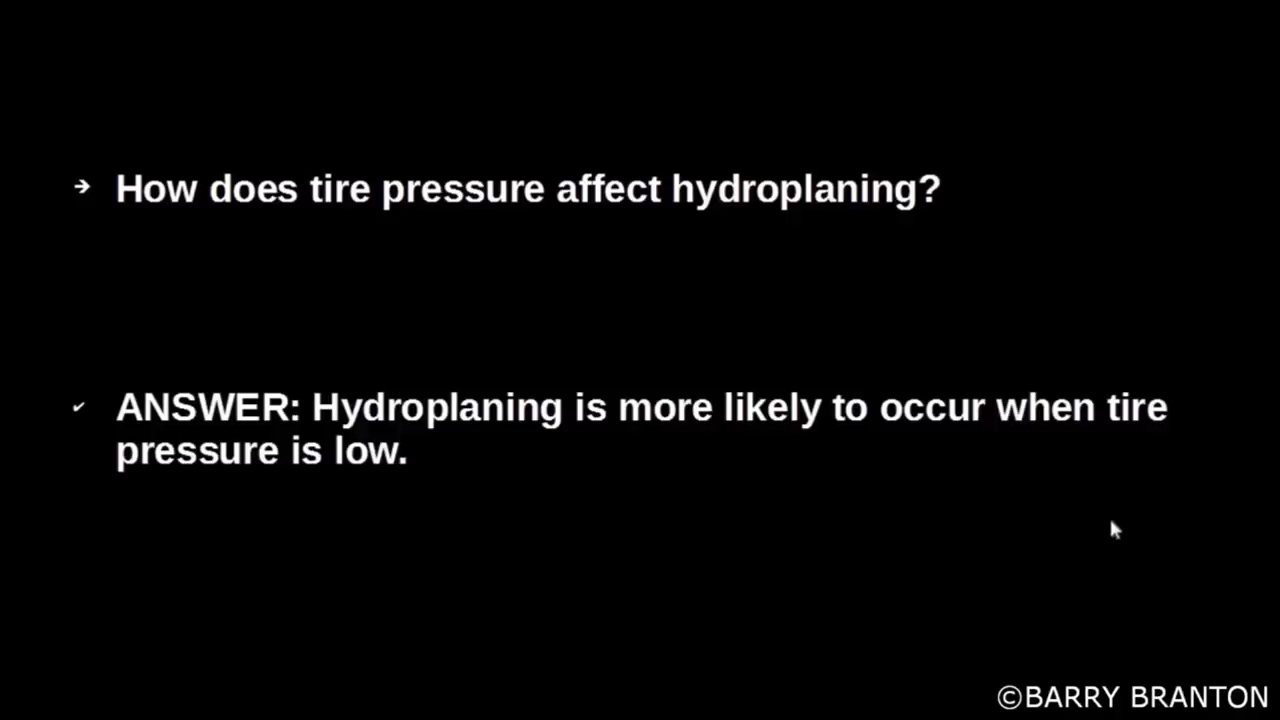 ➔ How does tire pressure affect hydroplaning?
✔ ANSWER: Hydroplaning is more likely to occur when tire
pressure is low.
©BARRY BRANTON